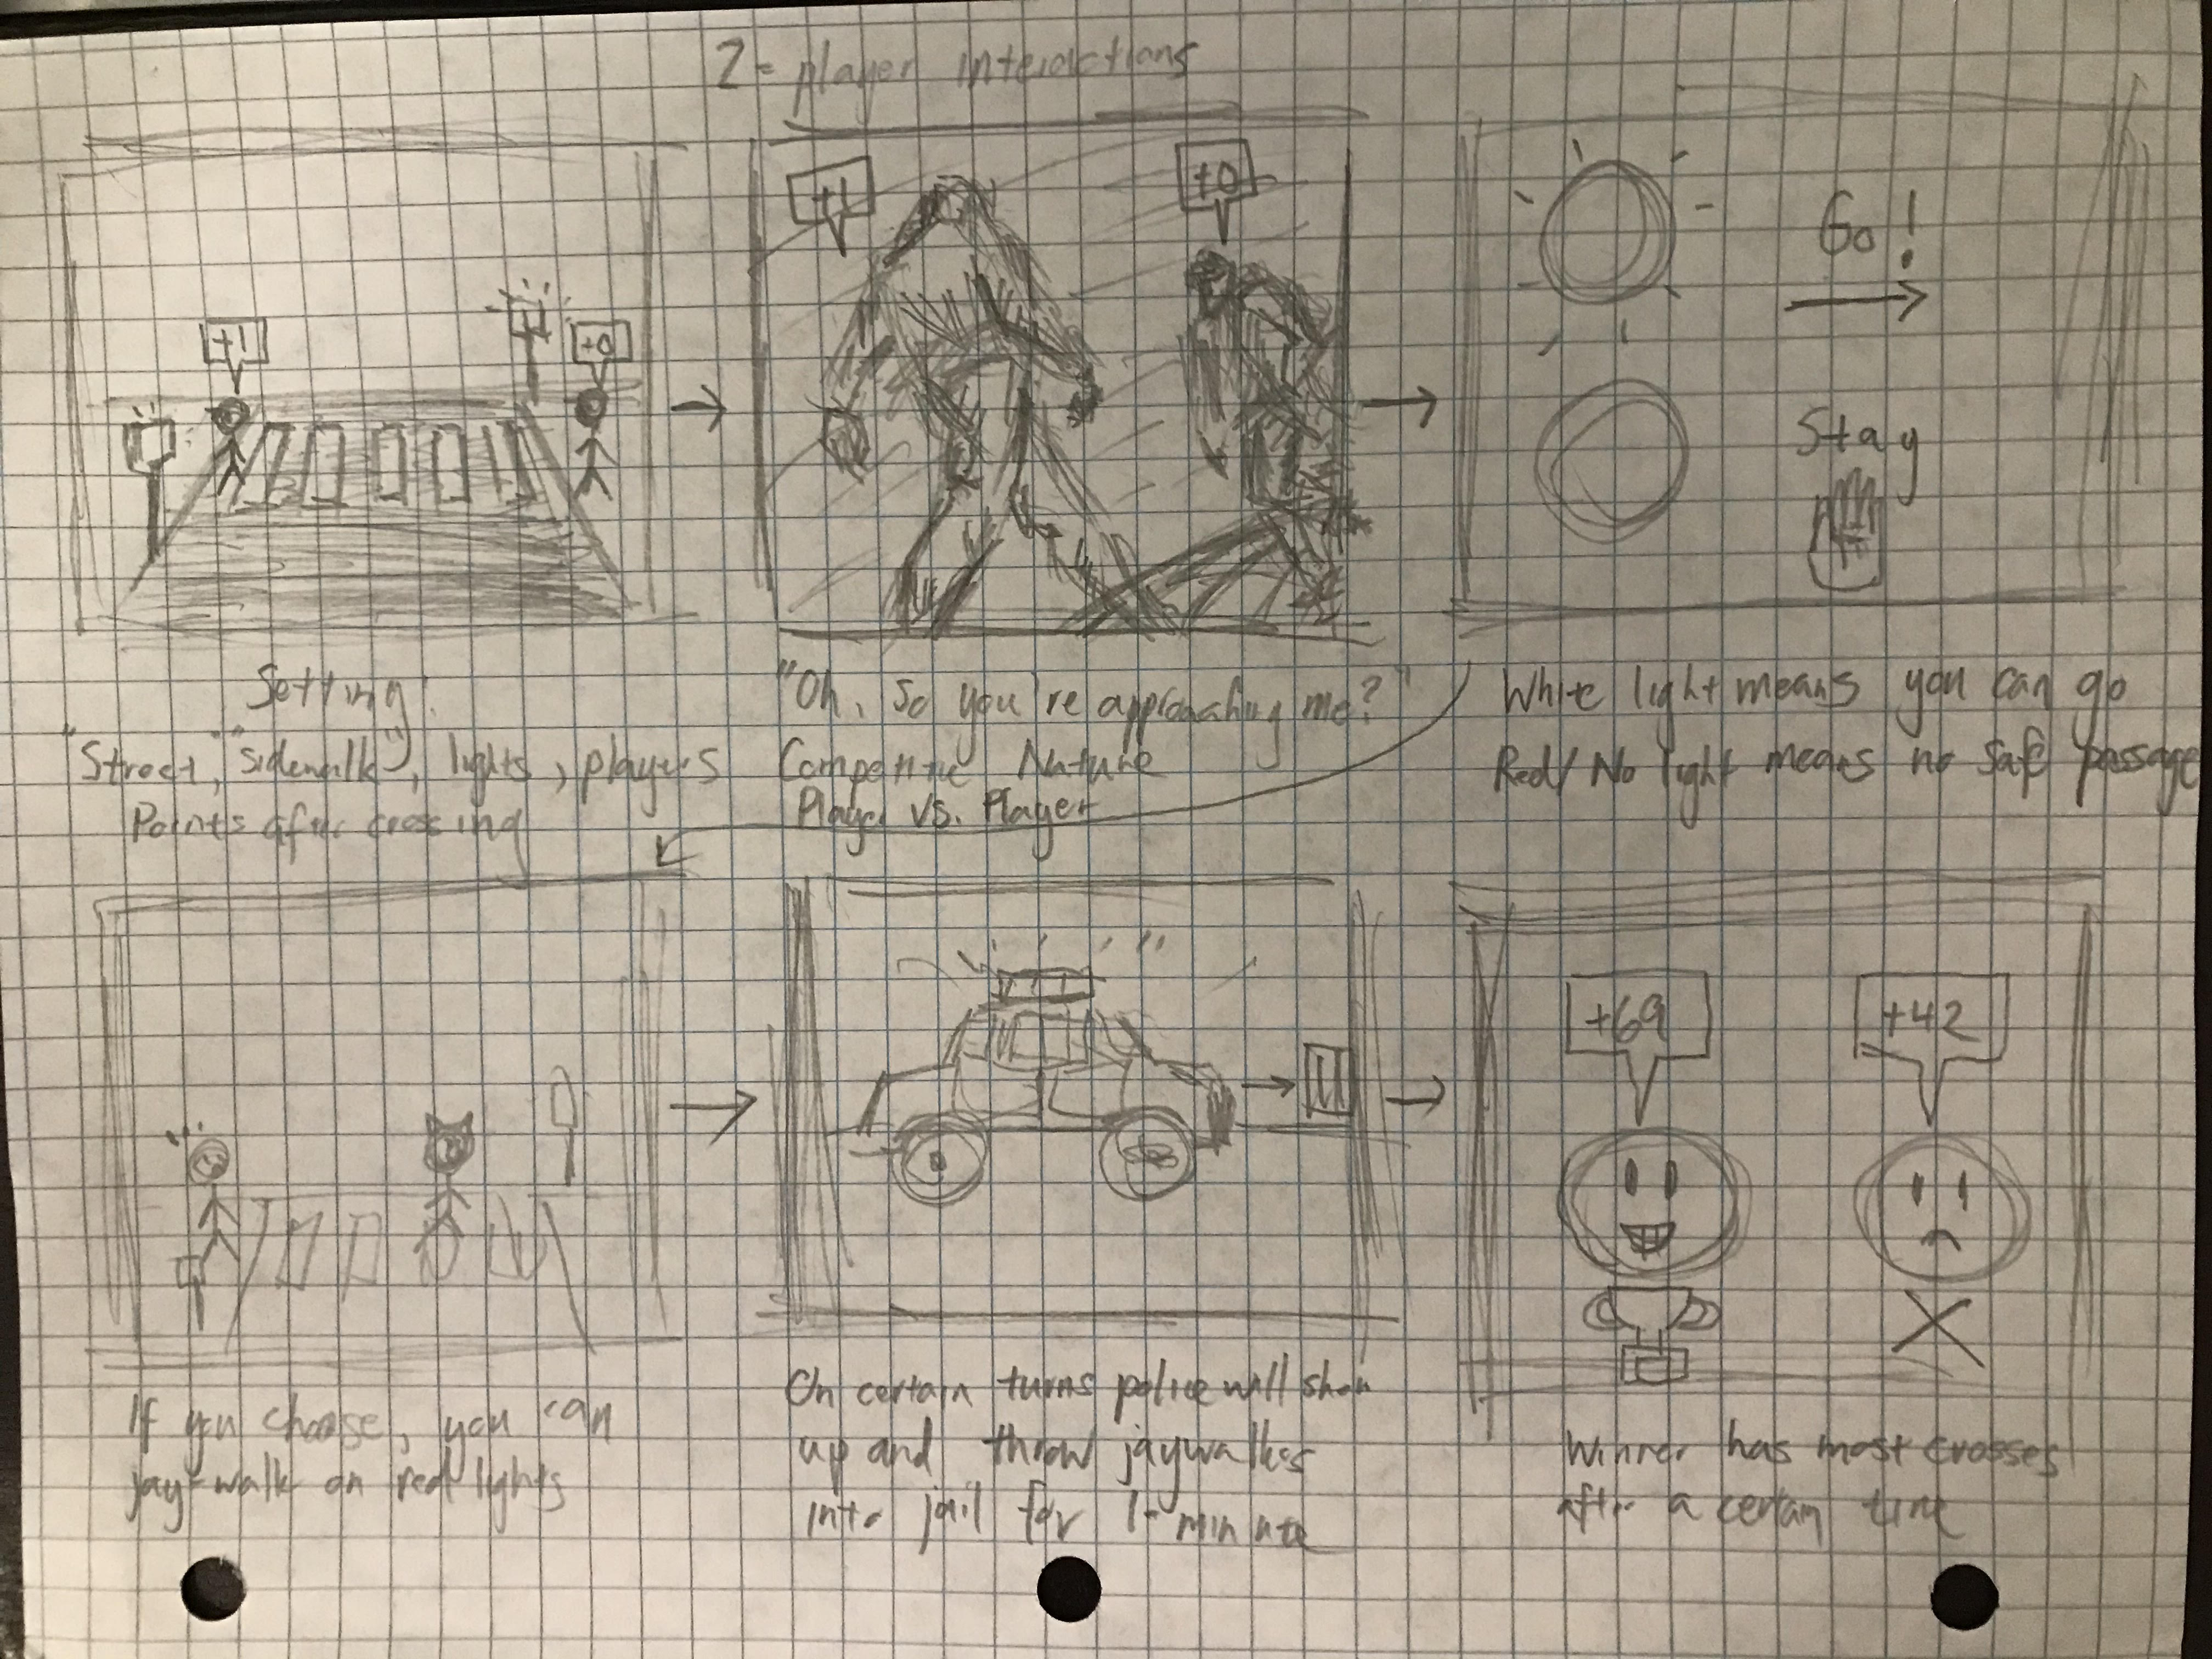 2-player interactions
+1
+0
+1
+0
Go!
Stay
Setting:
"Street," "sidewalk", lights, players
Points after crossing
"Oh, so you're approaching me?"
Competitive Nature
Player vs. Player
White light means you can go
Red/No light means no safe passage
+69
+42
If you choose, you can
jay-walk on red lights
On certain turns police will show
up and throw jaywalkers
into jail for 1-minute
Winner has most crosses
after a certain time